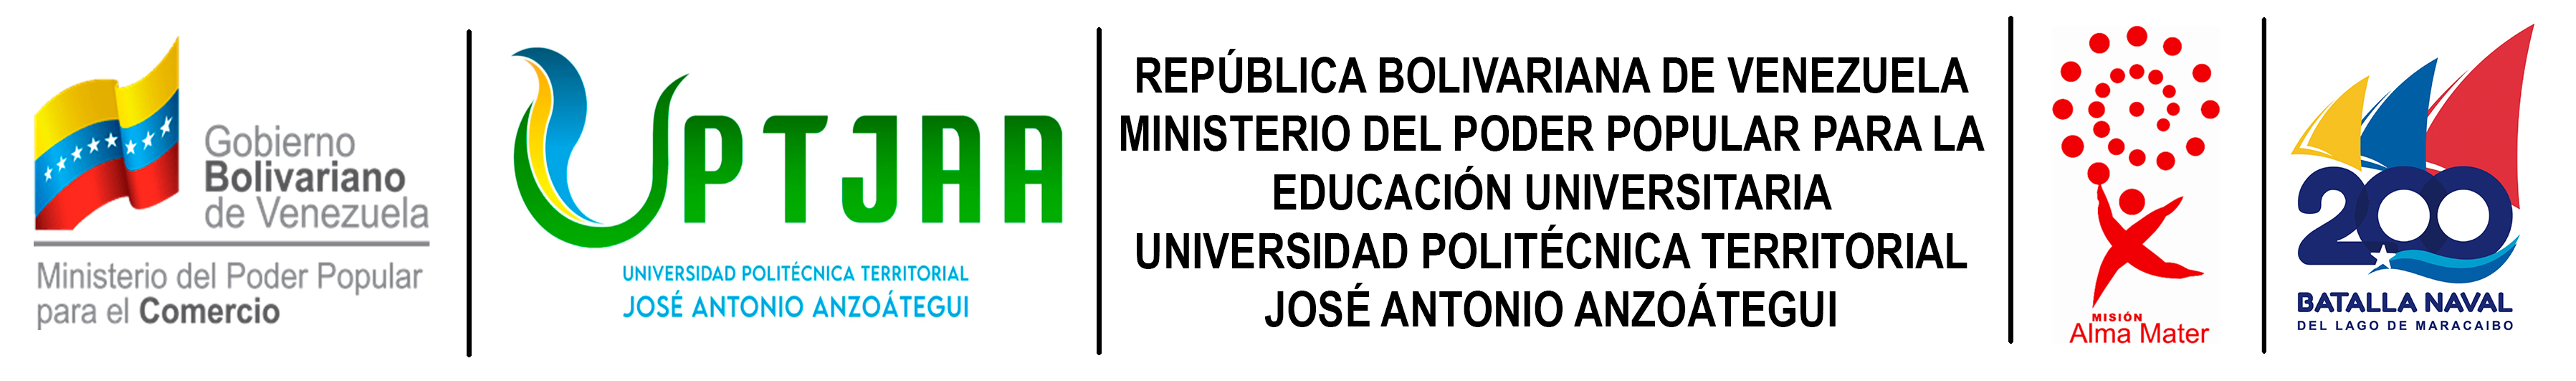 Gobierno
Bolivariano
de Venezuela
Ministerio del Poder Popular
para el Comercio
UPTJAA
UNIVERSIDAD POLITÉCNICA TERRITORIAL
JOSÉ ANTONIO ANZOÁTEGUI
REPÚBLICA BOLIVARIANA DE VENEZUELA
MINISTERIO DEL PODER POPULAR PARA LA
EDUCACIÓN UNIVERSITARIA
UNIVERSIDAD POLITÉCNICA TERRITORIAL
JOSÉ ANTONIO ANZOÁTEGUI
MISIÓN
Alma Mater
200
BATALLA NAVAL
DEL LAGO DE MARACAIBO